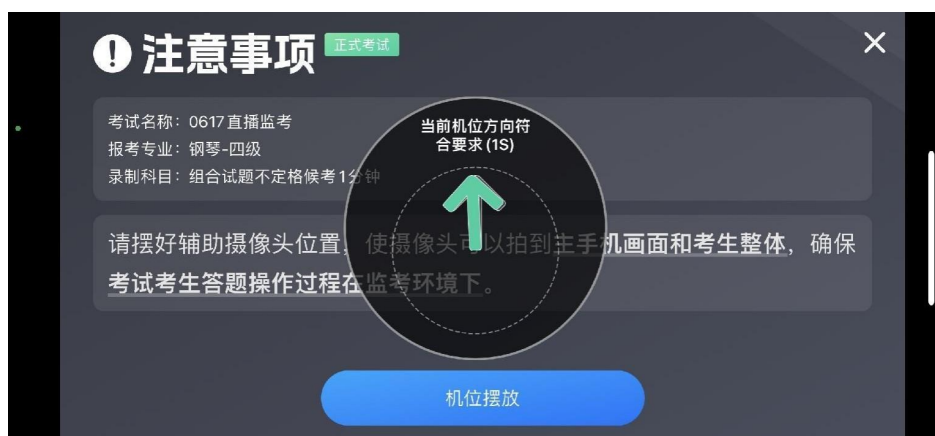 注意事项 正式考试
考试名称：0617直播监考
报考专业：钢琴-四级
录制科目：组合试题不定格候考1分钟
当前机位方向符
合要求(1S)
请摆好辅助摄像头位置，使摄像头可以拍到主手机画面和考生整体，确保
考试考生答题操作过程在监考环境下。
机位摆放